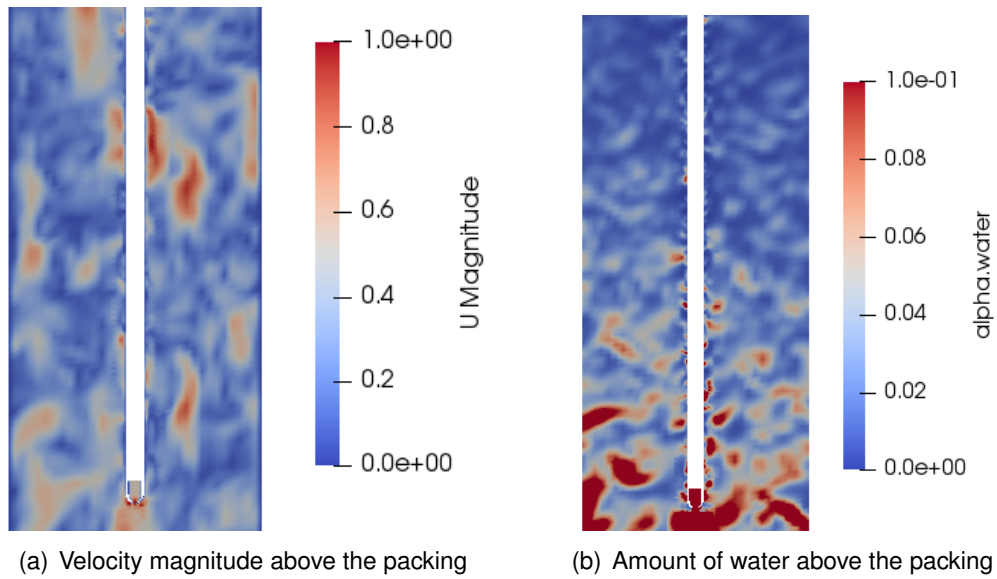 1.0e+00
0.8
0.6
0.4
0.2
0.0e+00
U Magnitude
1.0e-01
0.08
0.06
0.04
0.02
0.0e+00
alpha.water
(a) Velocity magnitude above the packing
(b) Amount of water above the packing